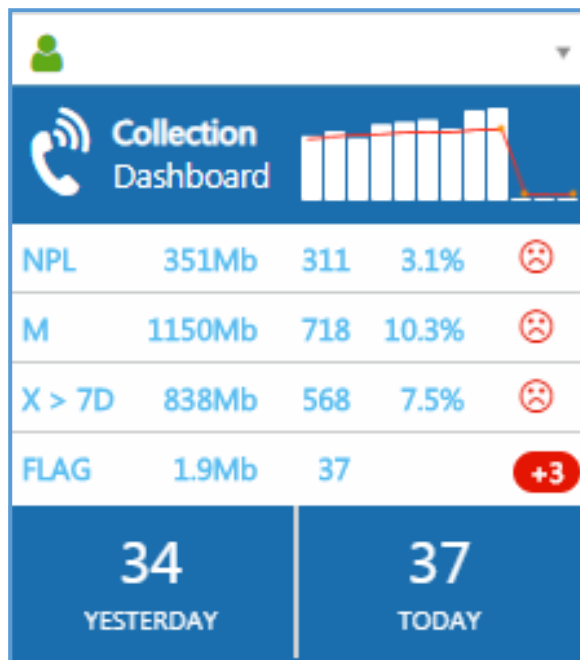 Collection
Dashboard
NPL 351Mb 311 3.1%
M 1150Mb 718 10.3%
X > 7D 838Mb 568 7.5%
FLAG 1.9Mb 37 +3
34 37
YESTERDAY TODAY